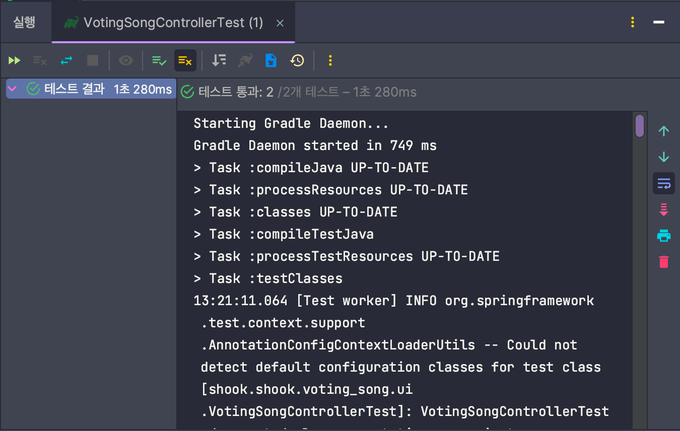 실행
VotingSongControllerTest (1)
테스트 결과 1초 280ms
테스트 통과: 2 /2개 테스트 – 1초 280ms
Starting Gradle Daemon...
Gradle Daemon started in 749 ms
> Task :compileJava UP-TO-DATE
> Task :processResources UP-TO-DATE
> Task :classes UP-TO-DATE
> Task :compileTestJava
> Task :processTestResources UP-TO-DATE
> Task :testClasses
13:21:11.064 [Test worker] INFO org.springframework
.test.context.support
.AnnotationConfigContextLoaderUtils -- Could not
detect default configuration classes for test class
[shook.shook.voting_song.ui
.VotingSongControllerTest]: VotingSongControllerTest